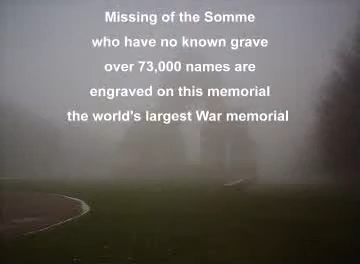 Missing of the Somme
who have no known grave
over 73,000 names are
engraved on this memorial
the world's largest War memorial